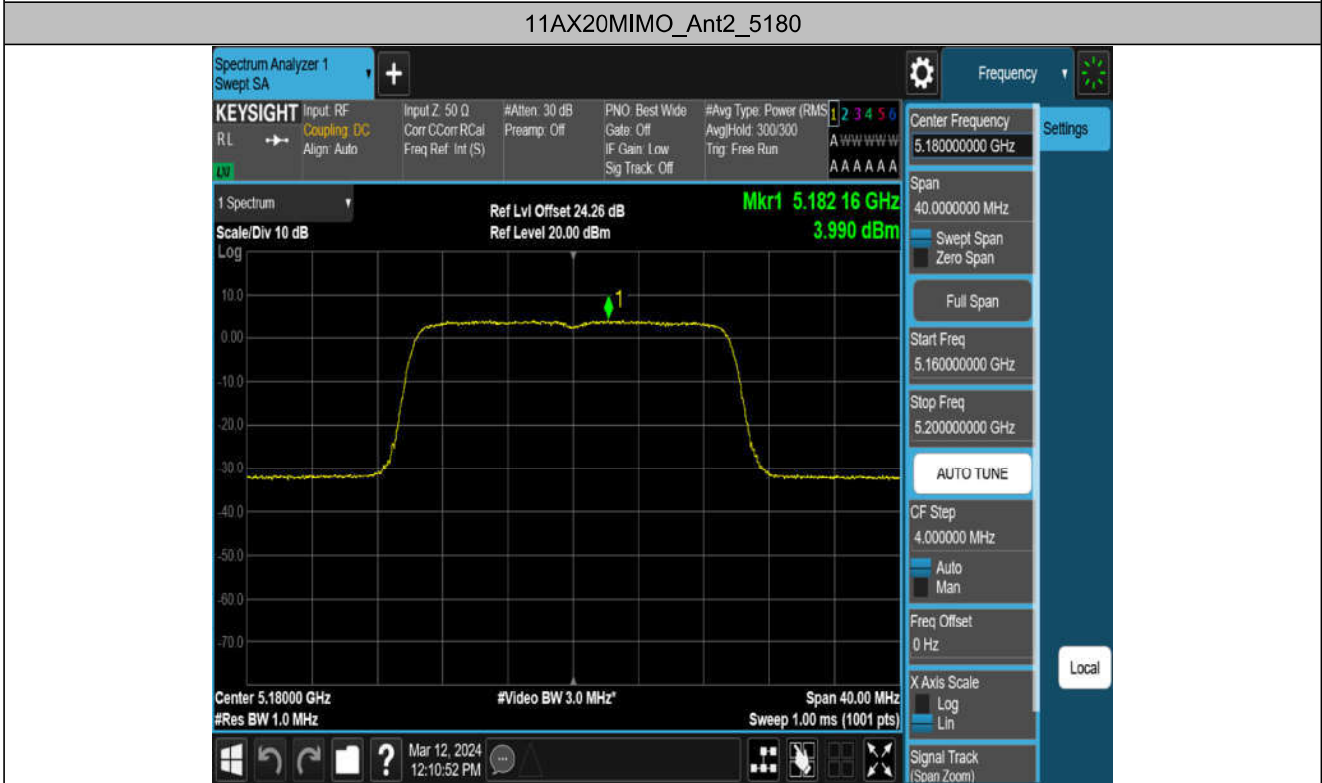 11AX20MIMO_Ant2_5180
Spectrum Analyzer 1
Swept SA
+
Frequency
KEYSIGHT
RL
LXI
Input: RF
Coupling: DC
Align: Auto
Input Z: 50 Ω
Corr CCorr RCal
Freq Ref: Int (S)
#Atten: 30 dB
Preamp: Off
PNO: Best Wide
Gate: Off
IF Gain: Low
Sig Track: Off
#Avg Type: Power (RMS
Avg|Hold: 300/300
Trig: Free Run
1 2 3 4 5 6
A W W W W W
A A A A A A
1 Spectrum
Scale/Div 10 dB
Log
Ref Lvl Offset 24.26 dB
Ref Level 20.00 dBm
Mkr1 5.182 16 GHz
3.990 dBm
1
10.0
0.00
-10.0
-20.0
-30.0
-40.0
-50.0
-60.0
-70.0
Center 5.18000 GHz
#Res BW 1.0 MHz
#Video BW 3.0 MHz*
Span 40.00 MHz
Sweep 1.00 ms (1001 pts)
?
Mar 12, 2024
12:10:52 PM
Center Frequency
5.180000000 GHz
Settings
Span
40.0000000 MHz
Swept Span
Zero Span
Full Span
Start Freq
5.160000000 GHz
Stop Freq
5.200000000 GHz
AUTO TUNE
CF Step
4.000000 MHz
Auto
Man
Freq Offset
0 Hz
X Axis Scale
Log
Lin
Local
Signal Track
(Span Zoom)